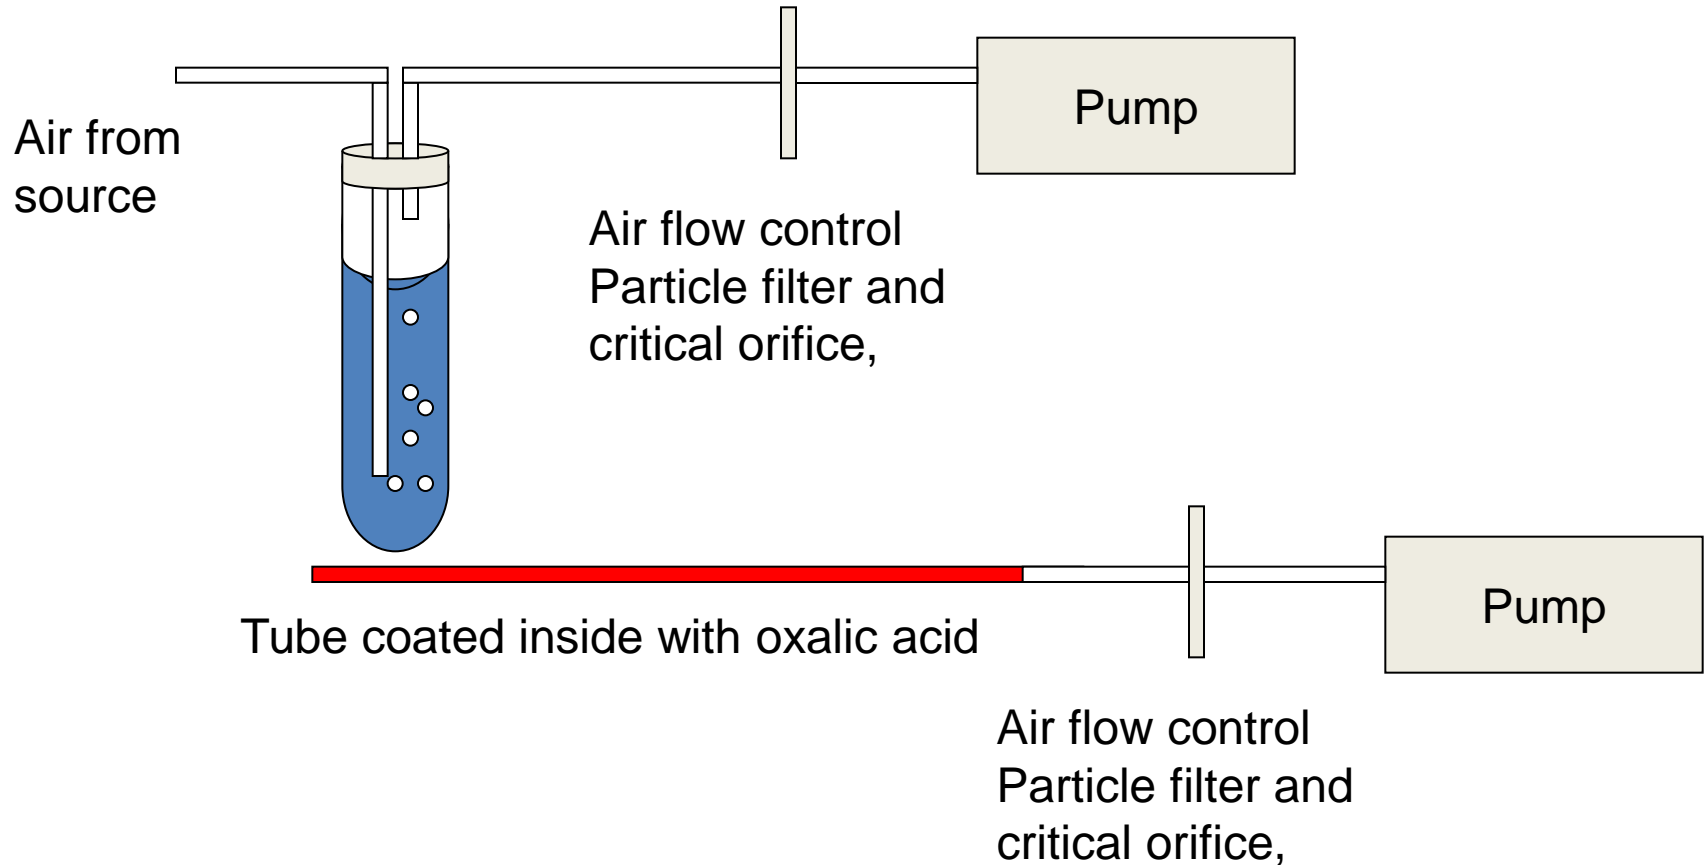 Pump
Air from
source
Air flow control
Particle filter and
critical orifice,
Pump
Tube coated inside with oxalic acid
Air flow control
Particle filter and
critical orifice,